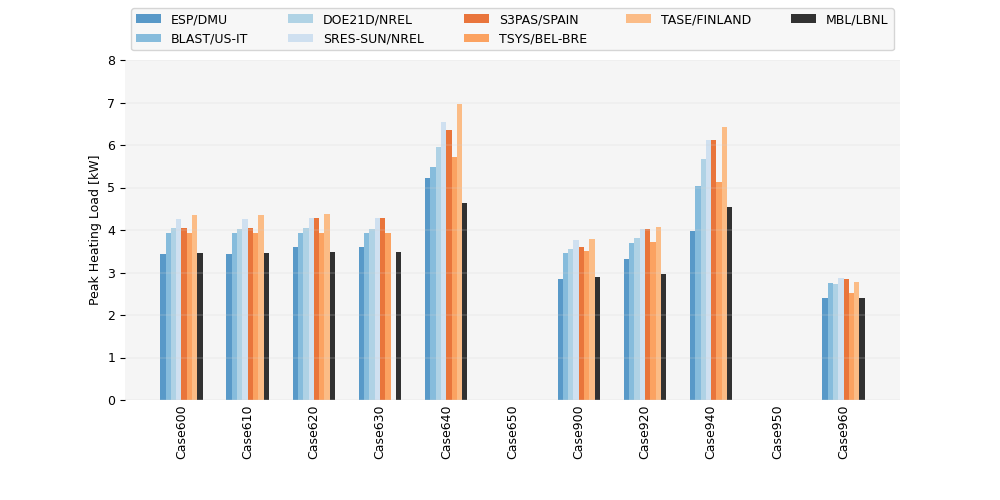 ESP/DMU DOE21D/NREL S3PAS/SPAIN TASE/FINLAND MBL/LBNL
BLAST/US-IT SRES-SUN/NREL TSYS/BEL-BRE
Peak Heating Load [kW]
8
7
6
5
4
3
2
1
0
Case600 Case610 Case620 Case630 Case640 Case650 Case900 Case920 Case940 Case950 Case960